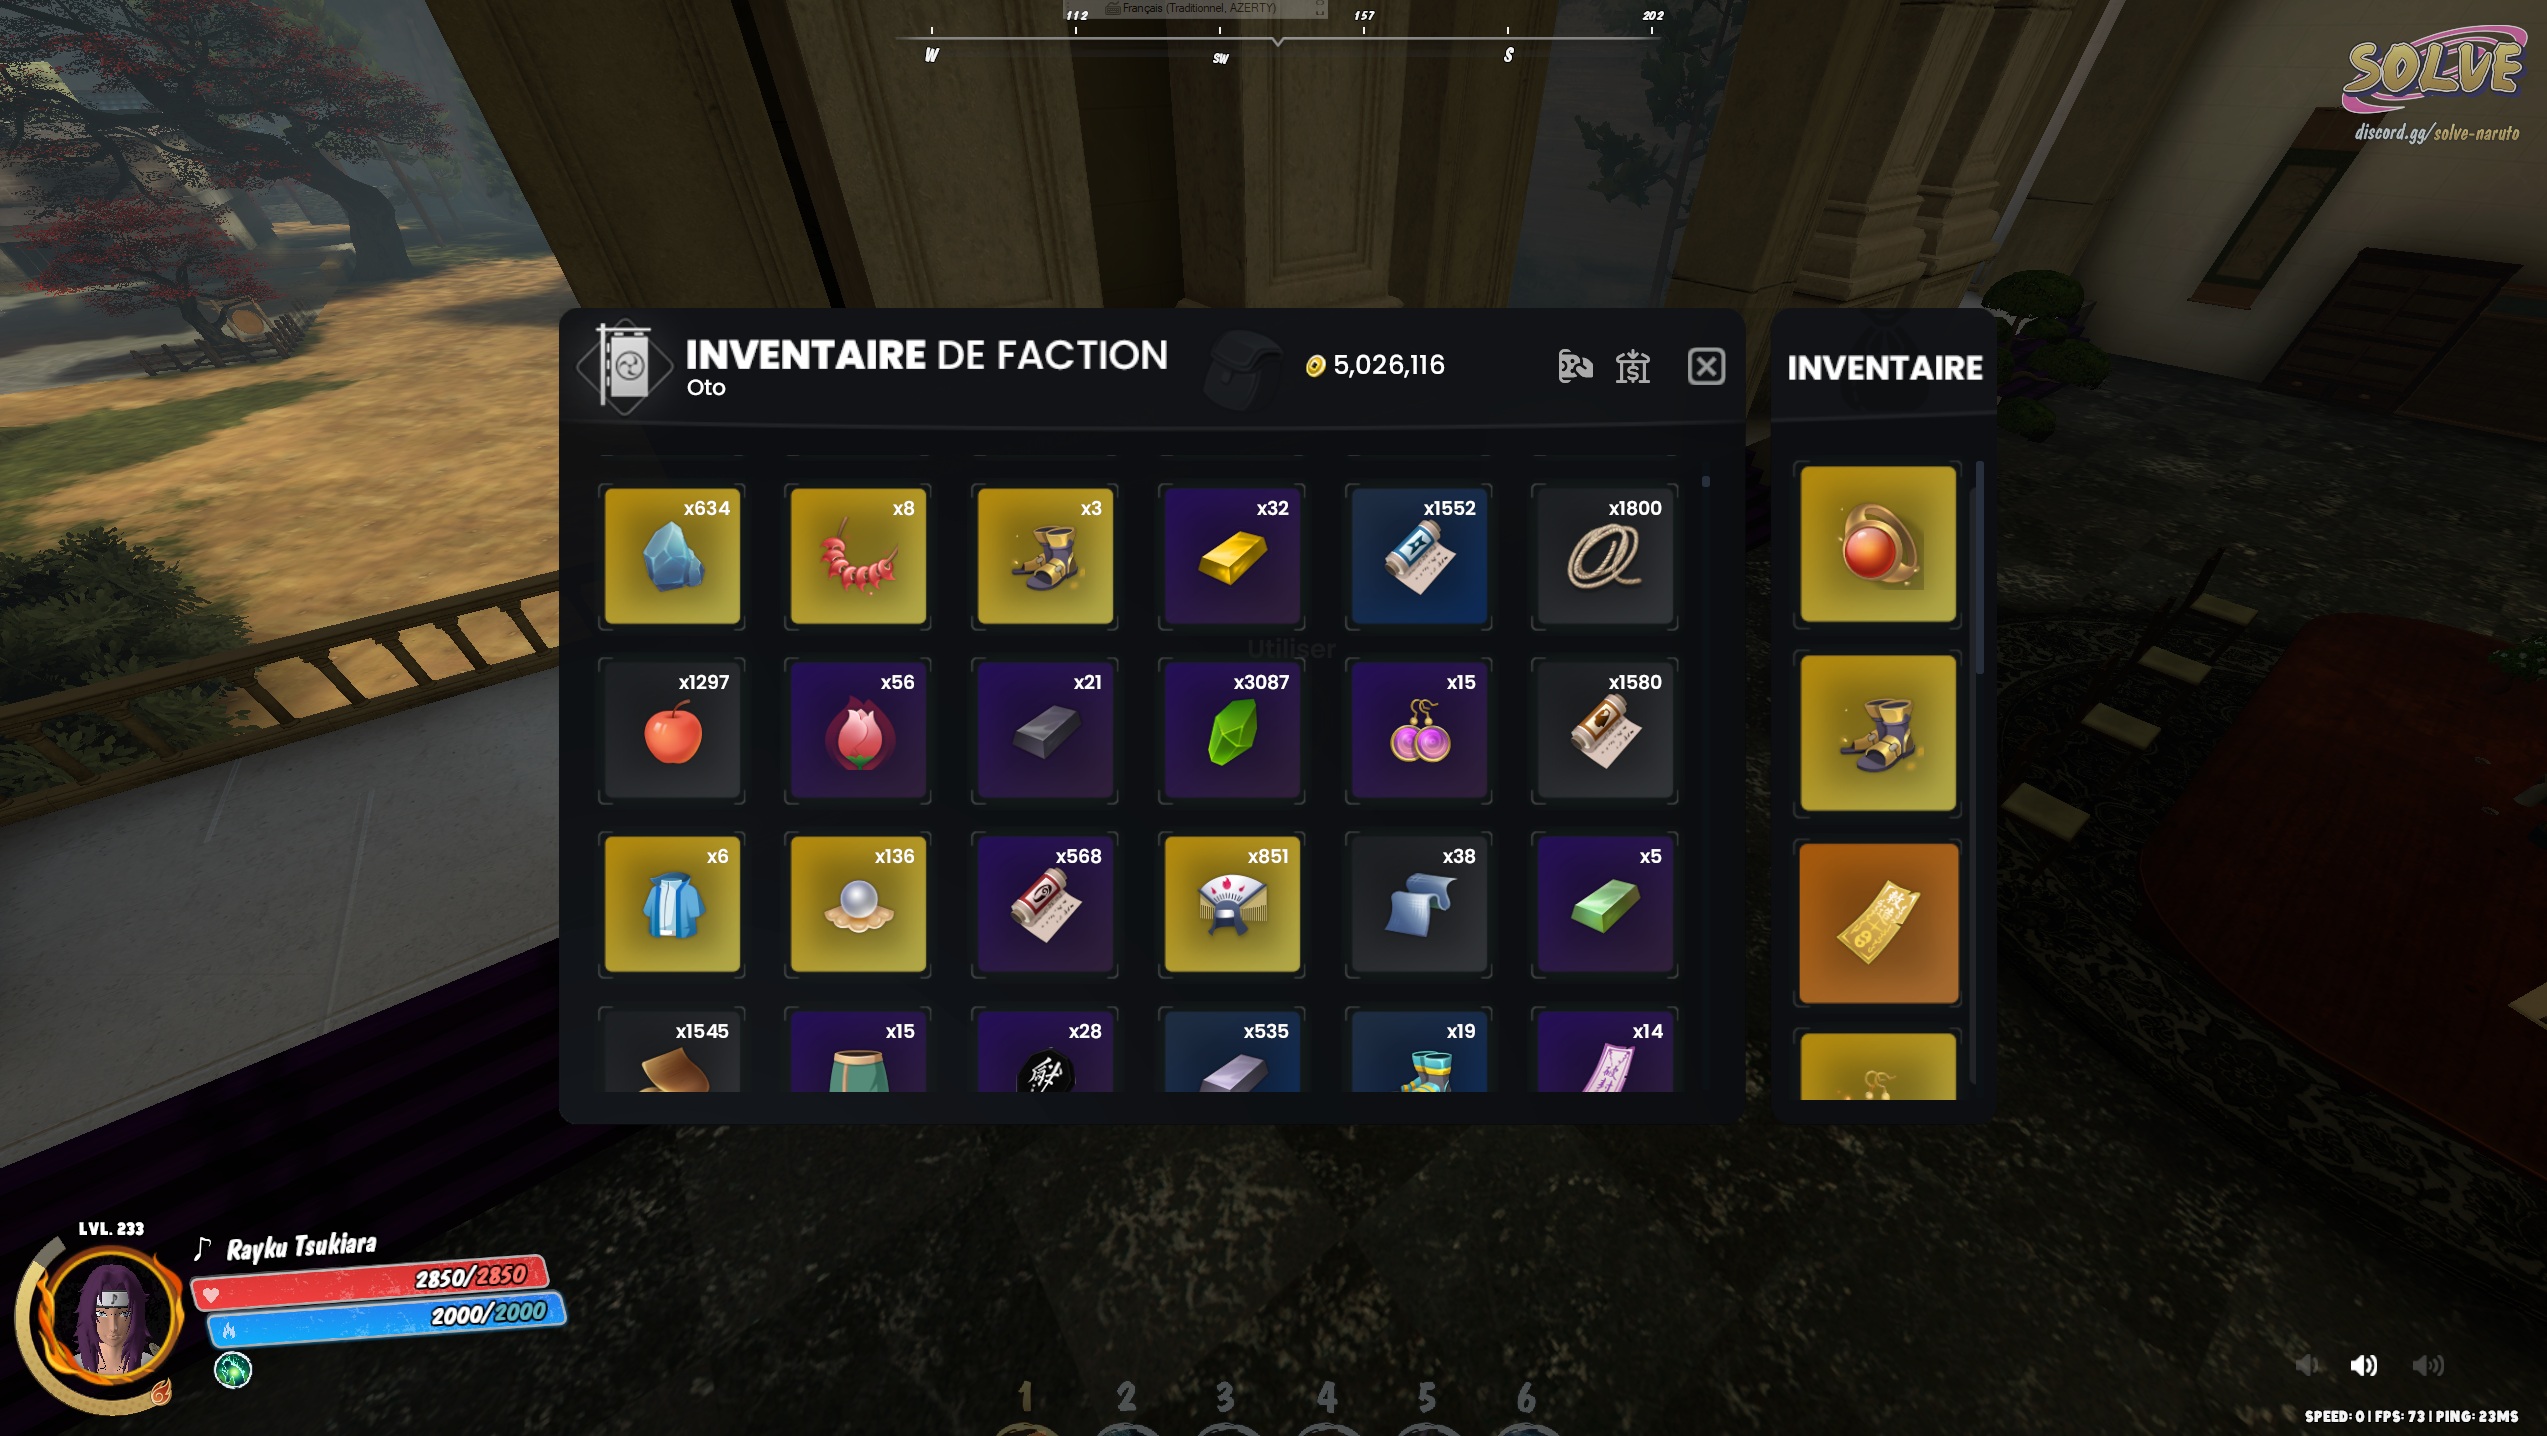 Français (Traditionnel, AZERTY)
112 157 202
W SW S
SOLVE
discord.gg/solve-naruto
INVENTAIRE DE FACTION
Oto
5,026,116
INVENTAIRE
x634 x8 x3 x32 x1552 x1800
Utiliser
x1297 x56 x21 x3087 x15 x1580
x6 x136 x568 x851 x38 x5
x1545 x15 x28 x535 x19 x14
LVL. 233
Rayku Tsukiara
2850/2850
2000/2000
1 2 3 4 5 6
SPEED: 0 | FPS: 73 | PING: 23MS